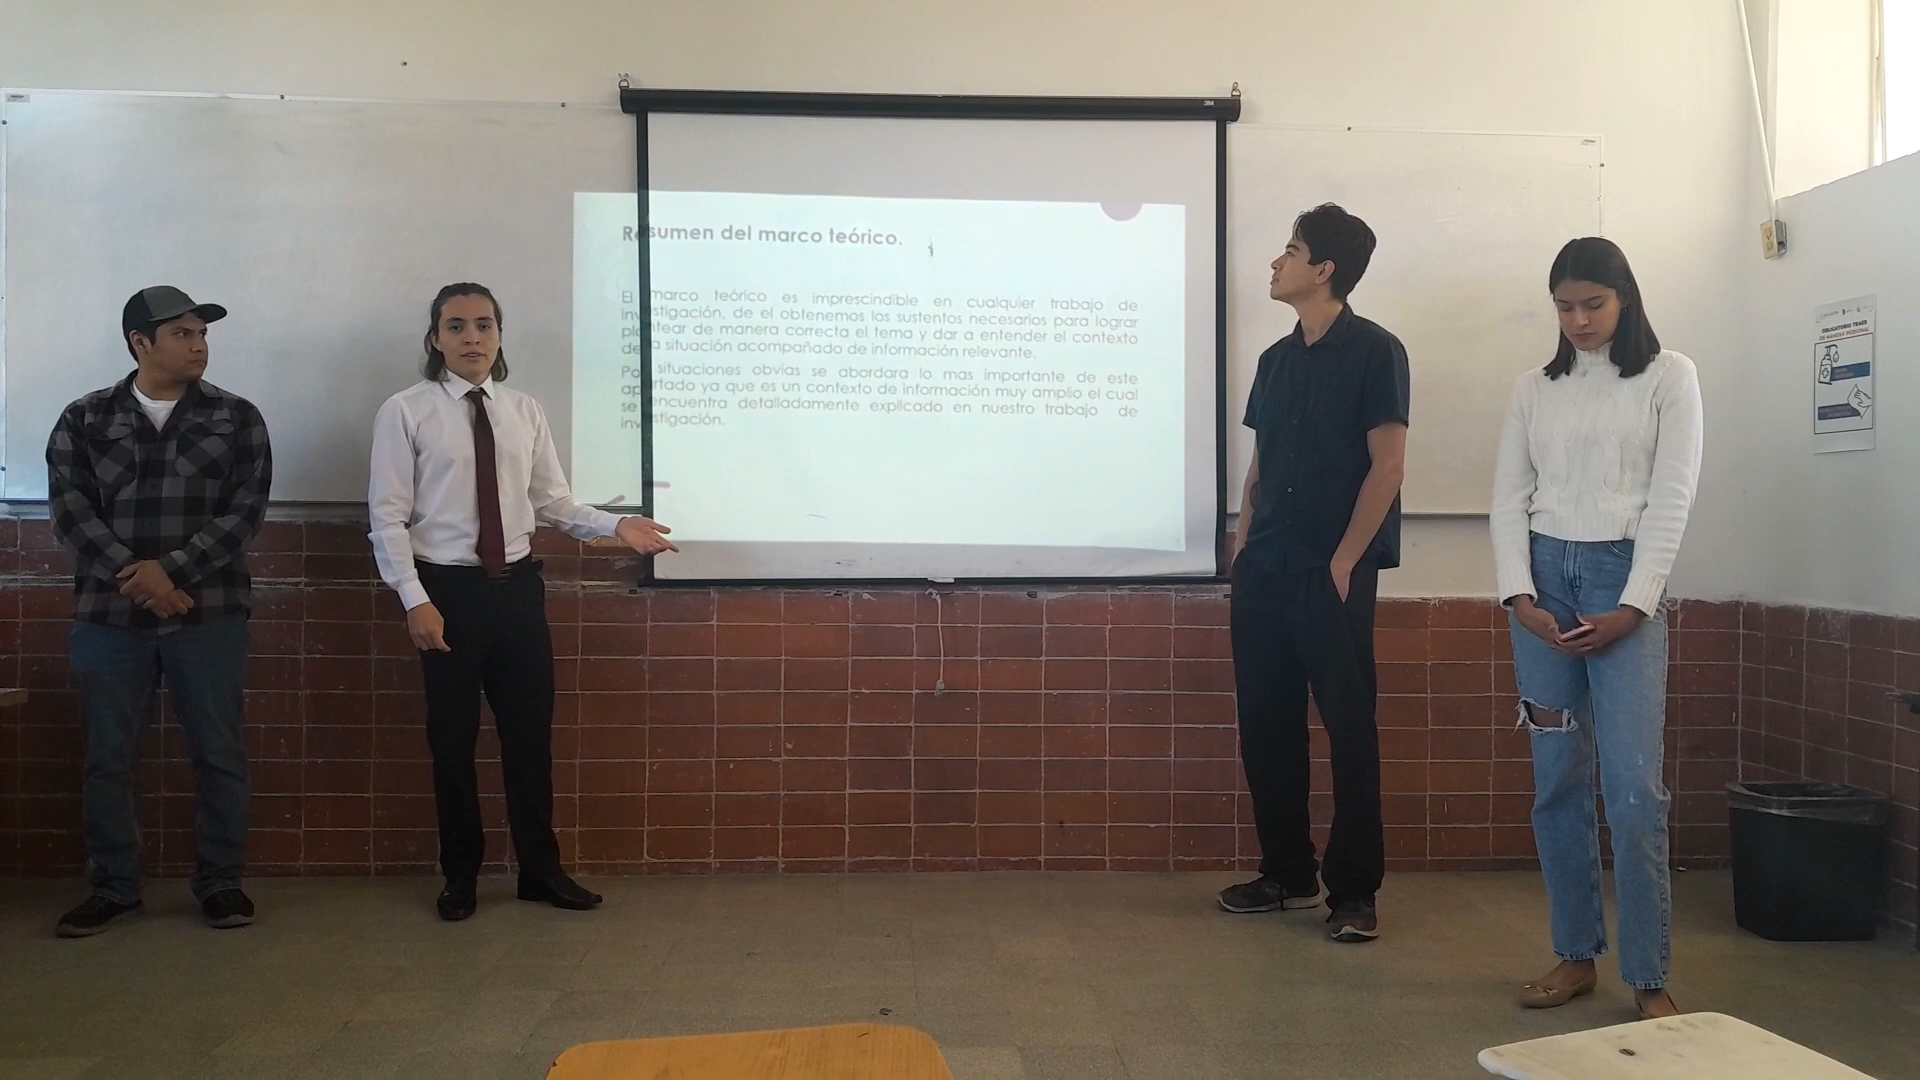 Resumen del marco teórico.
El marco teórico es imprescindible en cualquier trabajo de
investigación, de el obtenemos los sustentos necesarios para lograr
plantear de manera correcta el tema y dar a entender el contexto
de la situación acompañado de información relevante.
Por situaciones obvias se abordara lo mas importante de este
apartado ya que es un contexto de información muy amplio el cual
se encuentra detalladamente explicado en nuestro trabajo de
investigación.
3M
OBLIGATORIO TRAER